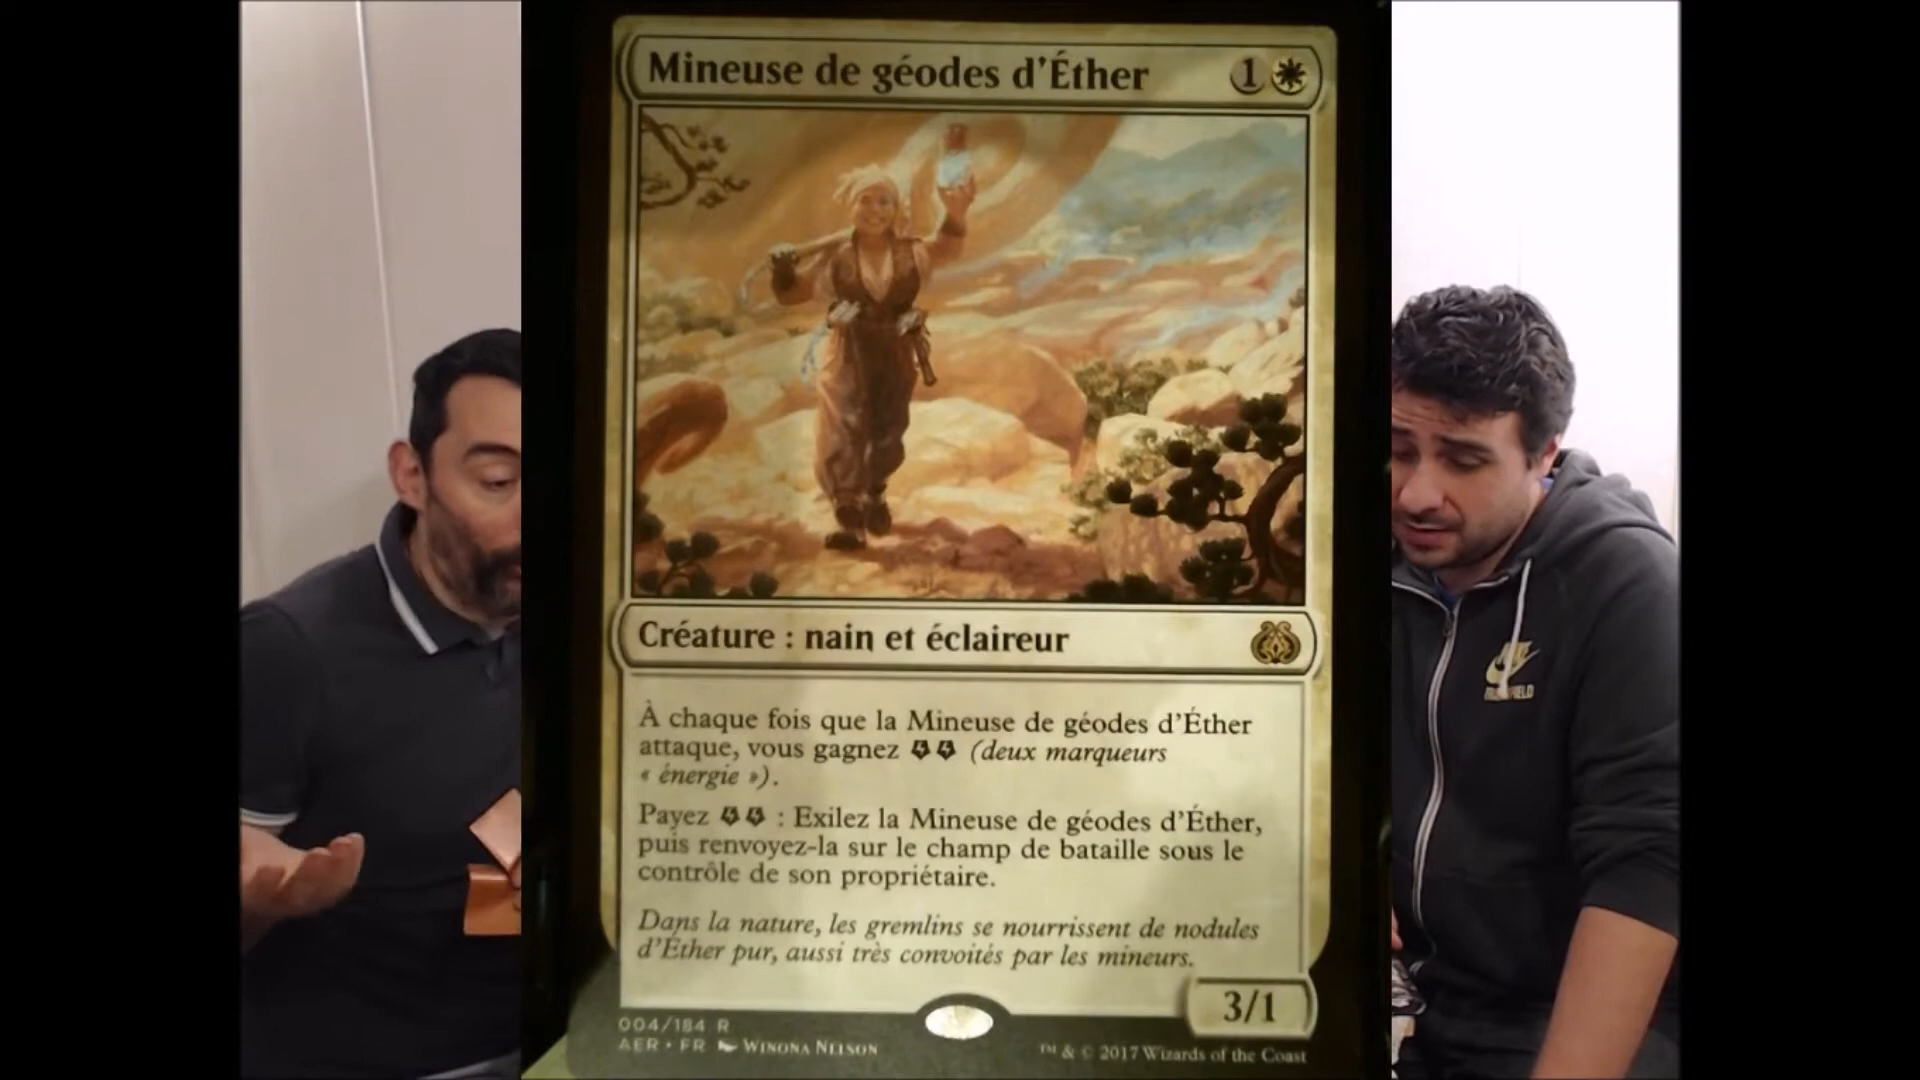 Mineuse de géodes d'Éther 1
Créature : nain et éclaireur
À chaque fois que la Mineuse de géodes d'Éther
attaque, vous gagnez (deux marqueurs
« énergie »).
Payez : Exilez la Mineuse de géodes d'Éther,
puis renvoyez-la sur le champ de bataille sous le
contrôle de son propriétaire.
Dans la nature, les gremlins se nourrissent de nodules
d'Éther pur, aussi très convoités par les mineurs.
3/1
004/184 R
AER • FR Winona Nelson
™ & © 2017 Wizards of the Coast